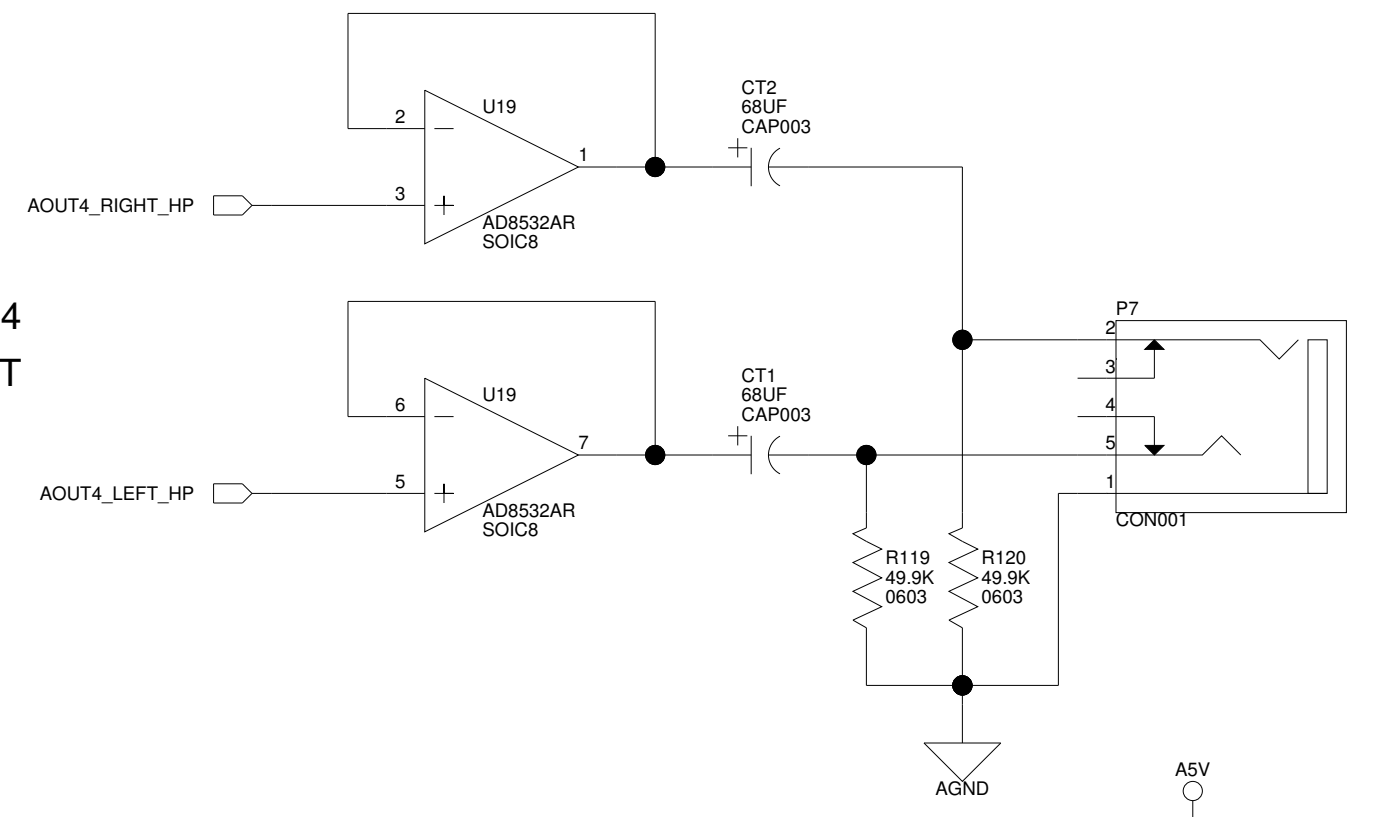 CT2
68UF
CAP003
U19
2
1
3
AOUT4_RIGHT_HP
AD8532AR
SOIC8
4
T
P7
2
3
4
5
1
CON001
CT1
68UF
CAP003
U19
6
7
5
AOUT4_LEFT_HP
AD8532AR
SOIC8
R119
49.9K
0603
R120
49.9K
0603
AGND
A5V